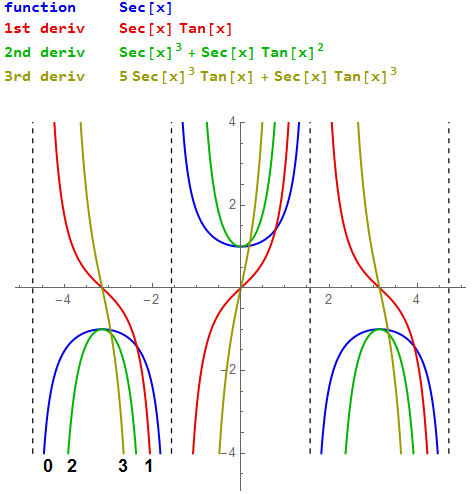 function Sec[x]
1st deriv Sec[x] Tan[x]
2nd deriv Sec[x]³ + Sec[x] Tan[x]²
3rd deriv 5 Sec[x]³ Tan[x] + Sec[x] Tan[x]³
4
2
-4 -2 2 4
-2
-4
0 2 3 1